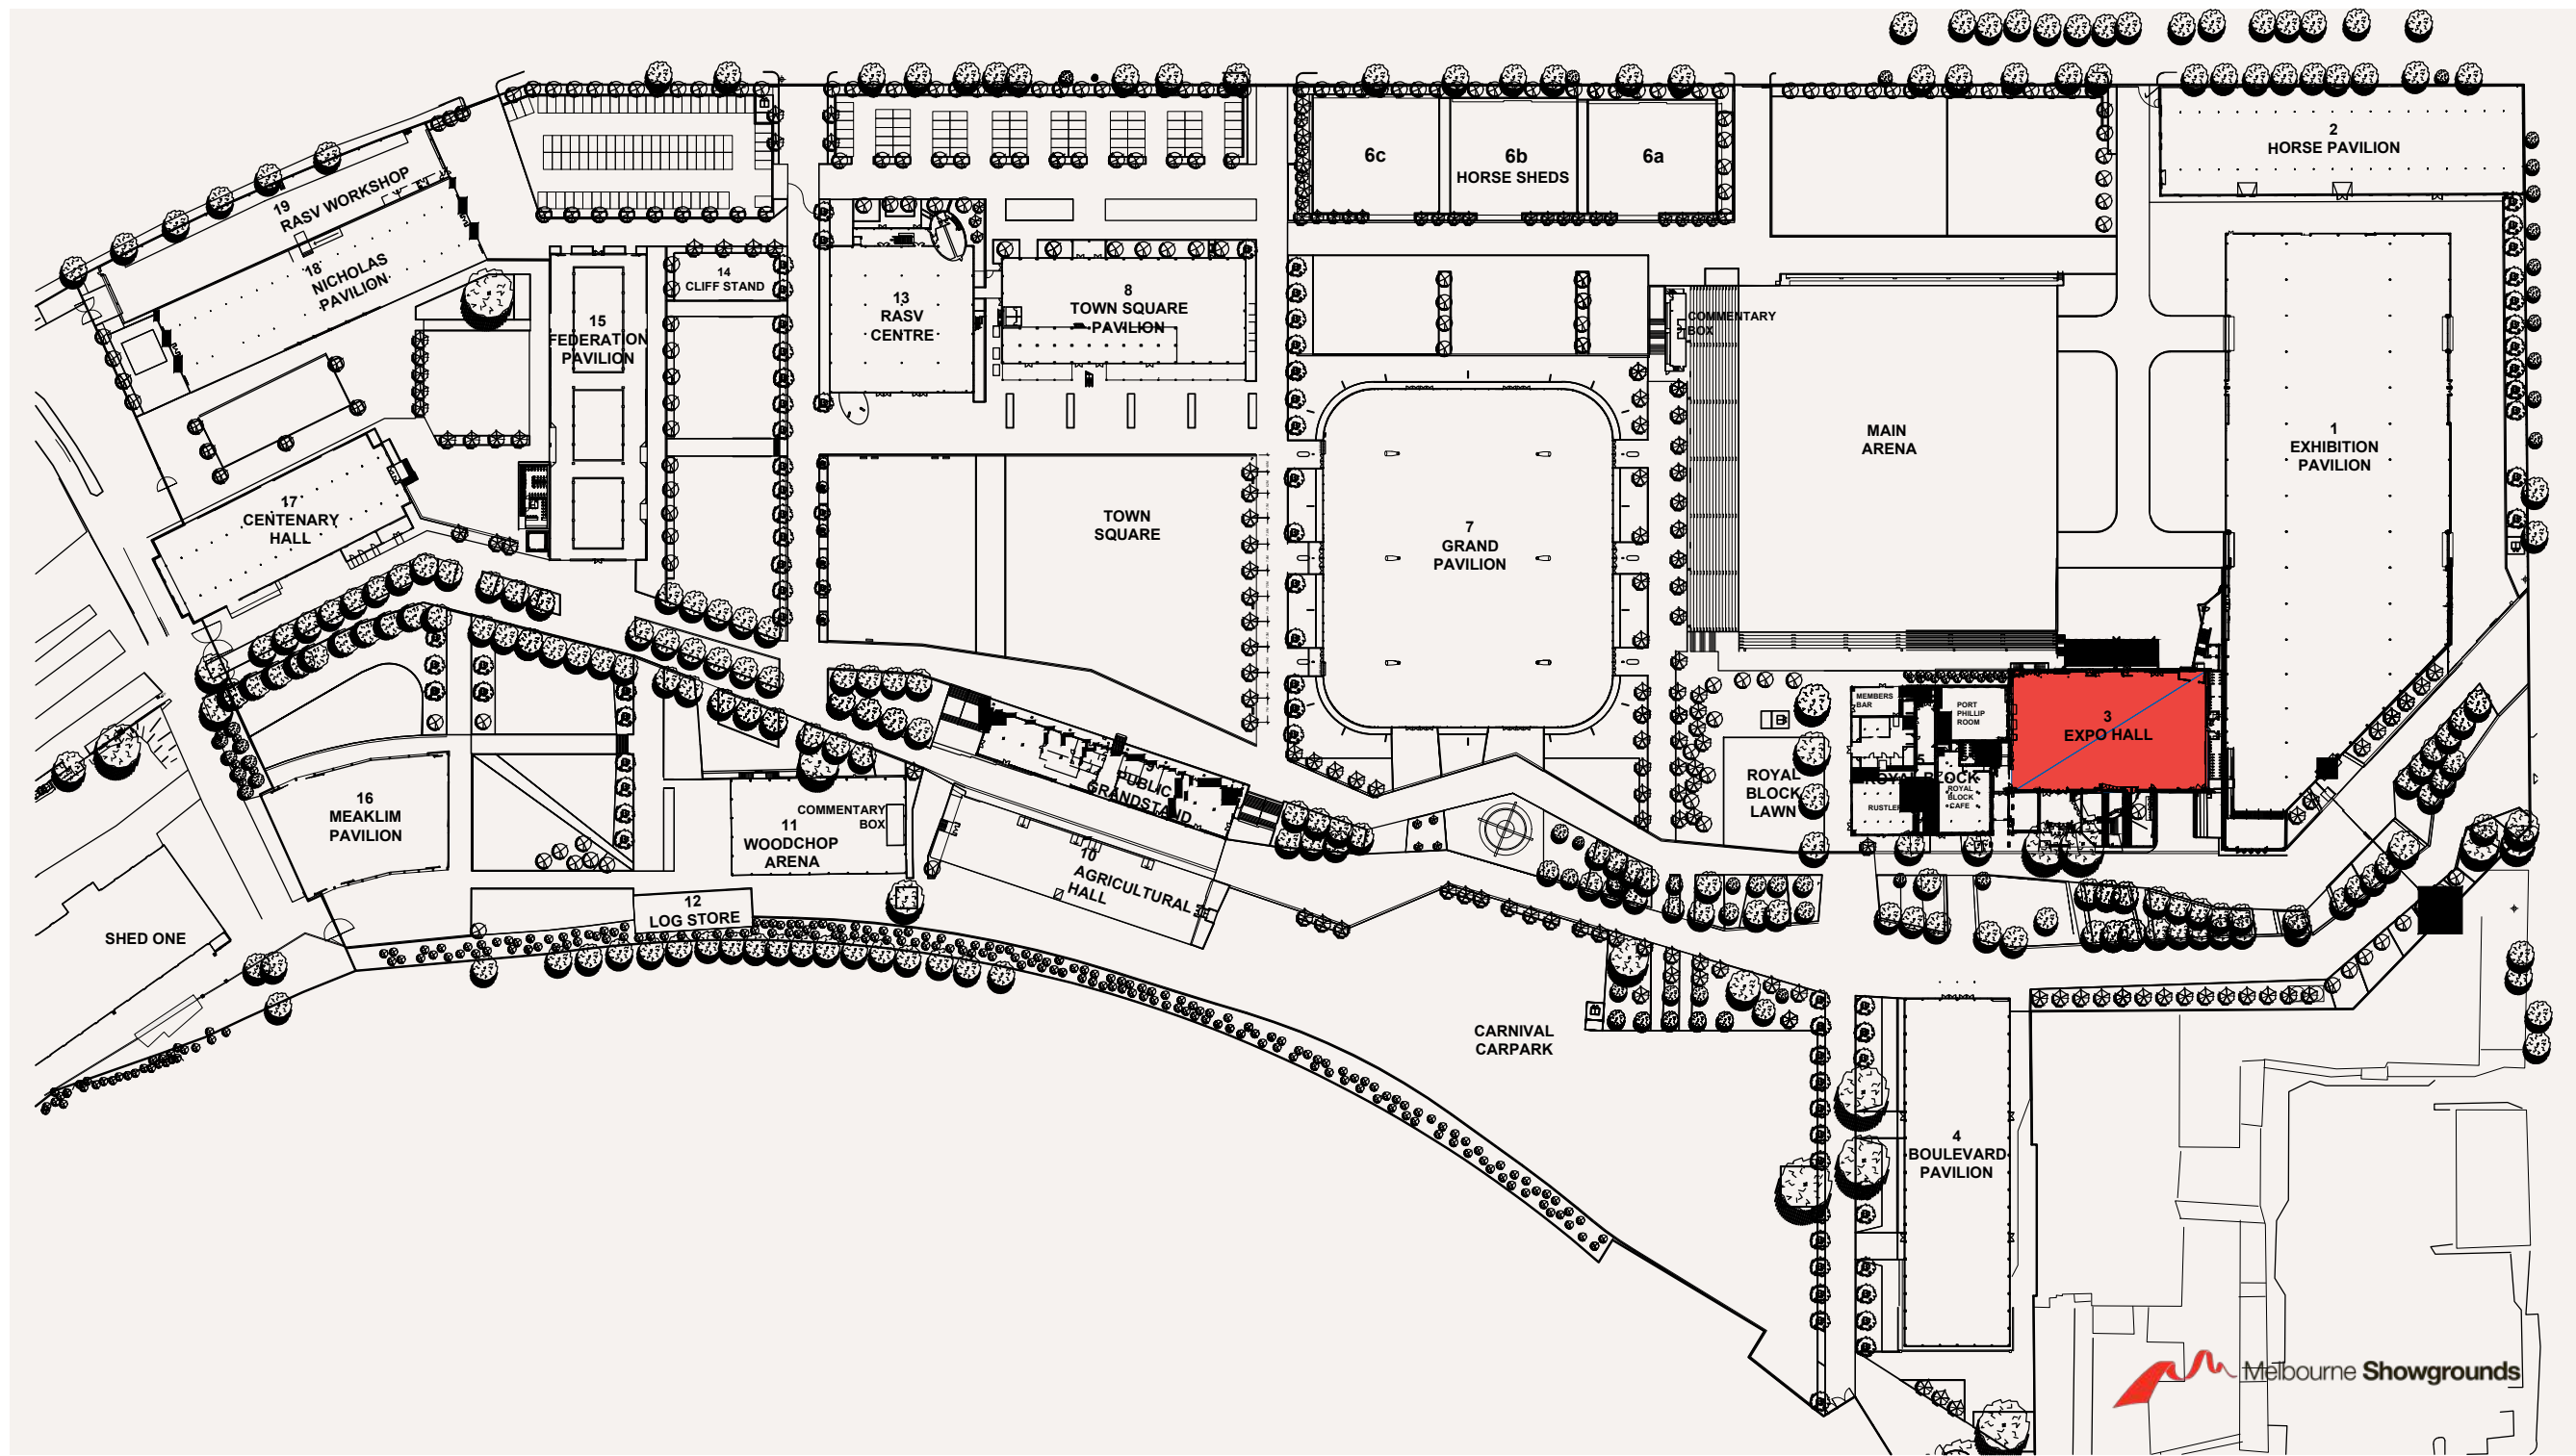 2
HORSE PAVILION
6c
6b
HORSE SHEDS
6a
19
RASV WORKSHOP
18
NICHOLAS
PAVILION
14
CLIFF STAND
15
FEDERATION
PAVILION
13
RASV
CENTRE
8
TOWN SQUARE
PAVILION
COMMENTARY
BOX
MAIN
ARENA
1
EXHIBITION
PAVILION
17
CENTENARY
HALL
TOWN
SQUARE
7
GRAND
PAVILION
MEMBERS
BAR
PORT
PHILLIP
ROOM
3
EXPO HALL
ROYAL
BLOCK
LAWN
ROYAL BLOCK
ROYAL
BLOCK
CAFE
16
MEAKLIM
PAVILION
COMMENTARY
BOX
11
WOODCHOP
ARENA
PUBLIC
GRANDSTAND
10
AGRICULTURAL
HALL
12
LOG STORE
SHED ONE
CARNIVAL
CARPARK
4
BOULEVARD
PAVILION
Melbourne Showgrounds